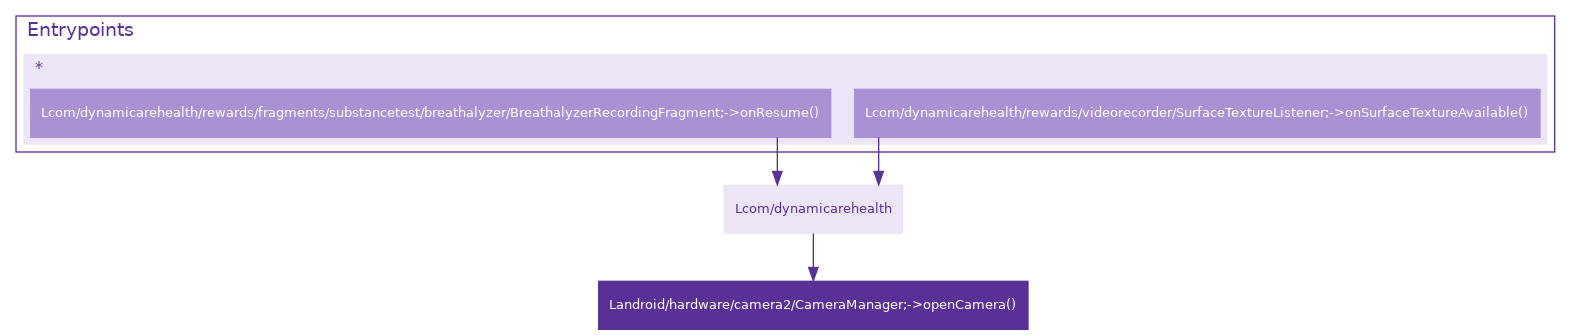 Entrypoints
*
Lcom/dynamicarehealth/rewards/fragments/substancetest/breathalyzer/BreathalyzerRecordingFragment;->onResume()
Lcom/dynamicarehealth/rewards/videorecorder/SurfaceTextureListener;->onSurfaceTextureAvailable()
Lcom/dynamicarehealth
Landroid/hardware/camera2/CameraManager;->openCamera()